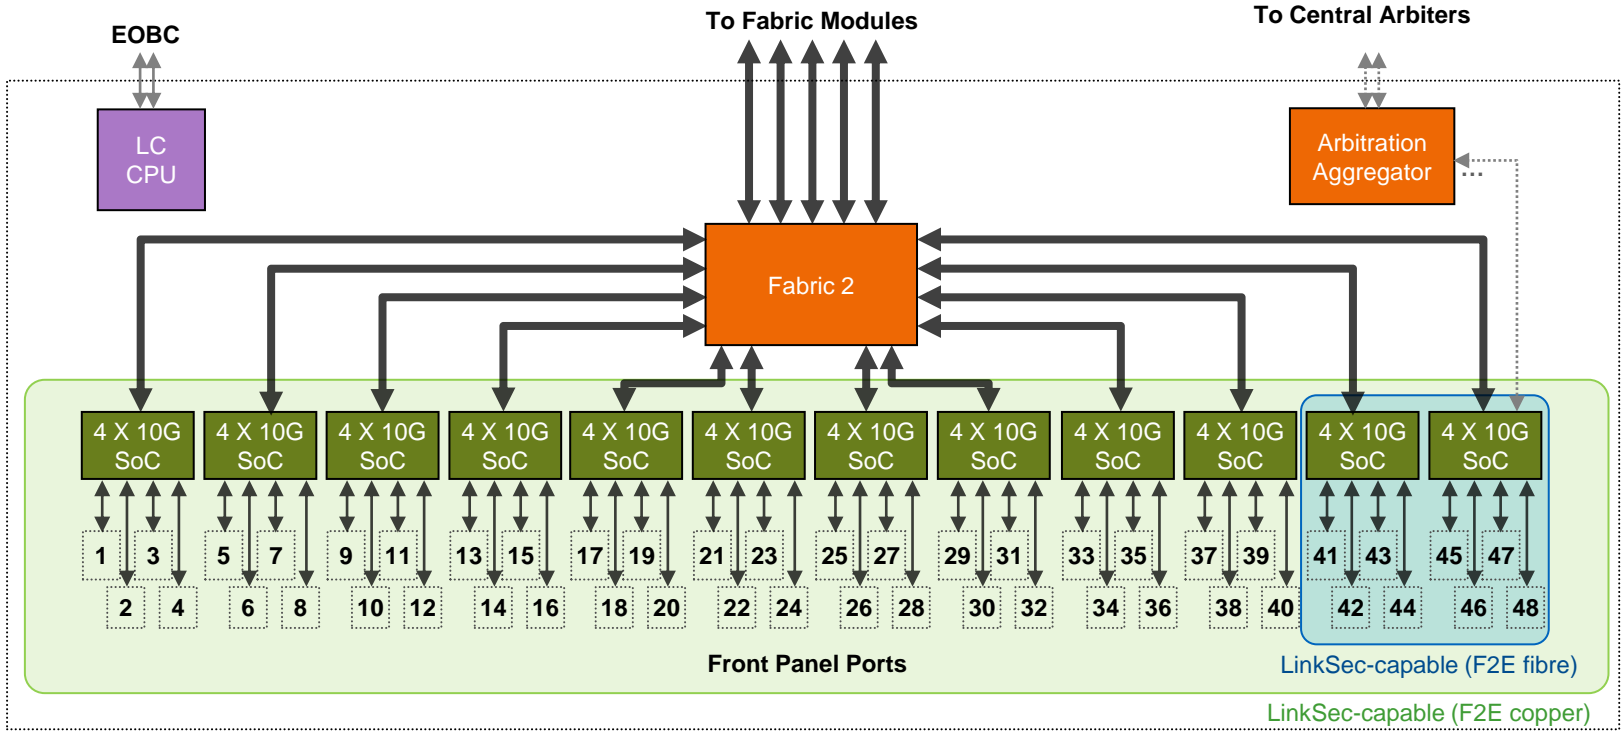 EOBC
To Fabric Modules
To Central Arbiters
LC
CPU
Arbitration
Aggregator
...
Fabric 2
4 X 10G
SoC
4 X 10G
SoC
4 X 10G
SoC
4 X 10G
SoC
4 X 10G
SoC
4 X 10G
SoC
4 X 10G
SoC
4 X 10G
SoC
4 X 10G
SoC
4 X 10G
SoC
4 X 10G
SoC
4 X 10G
SoC
1 3 5 7 9 11 13 15 17 19 21 23 25 27 29 31 33 35 37 39 41 43 45 47
2 4 6 8 10 12 14 16 18 20 22 24 26 28 30 32 34 36 38 40 42 44 46 48
Front Panel Ports
LinkSec-capable (F2E fibre)
LinkSec-capable (F2E copper)